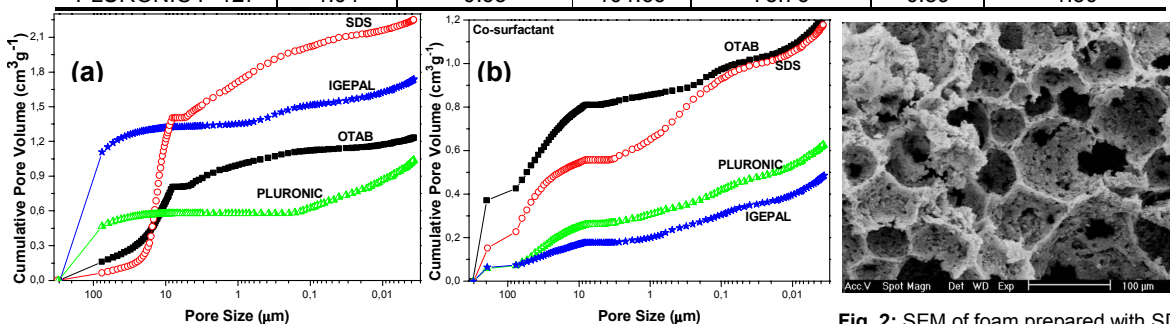 PLURONIC F-127
SDS
(a)
IGEPAL
OTAB
PLURONIC
Cumulative Pore Volume (cm³g⁻¹)
2,1
1,8
1,5
1,2
0,9
0,6
0,3
0,0
100 10 1 0,1 0,01
Pore Size (µm)
Co-surfactant
(b)
OTAB
SDS
PLURONIC
IGEPAL
Cumulative Pore Volume (cm³g⁻¹)
1,2
1,0
0,8
0,6
0,4
0,2
0,0
100 10 1 0,1 0,01
Pore Size (µm)
Acc.V Spot Magn Det WD Exp 100 µm
Fig. 2: SEM of foam prepared with